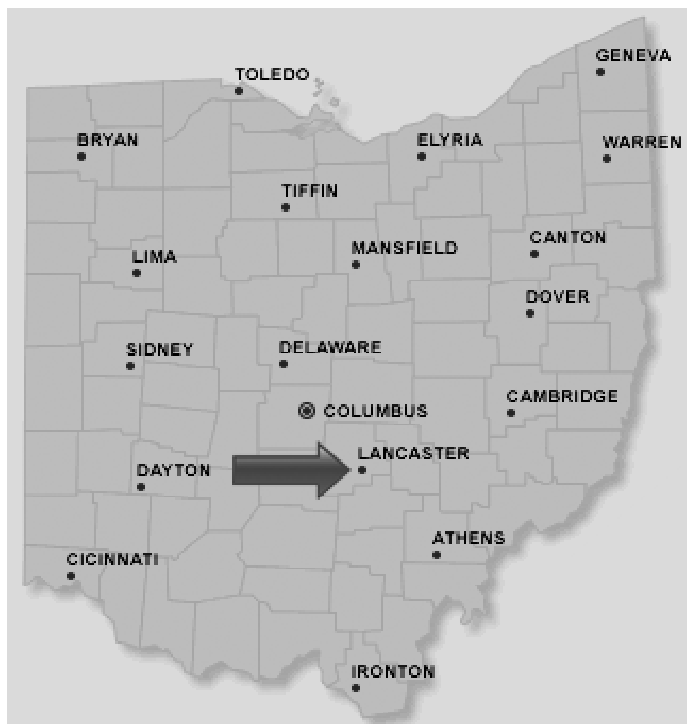 GENEVA
TOLEDO
BRYAN
ELYRIA
WARREN
TIFFIN
CANTON
MANSFIELD
LIMA
DOVER
SIDNEY
DELAWARE
CAMBRIDGE
COLUMBUS
LANCASTER
DAYTON
ATHENS
CICINNATI
IRONTON